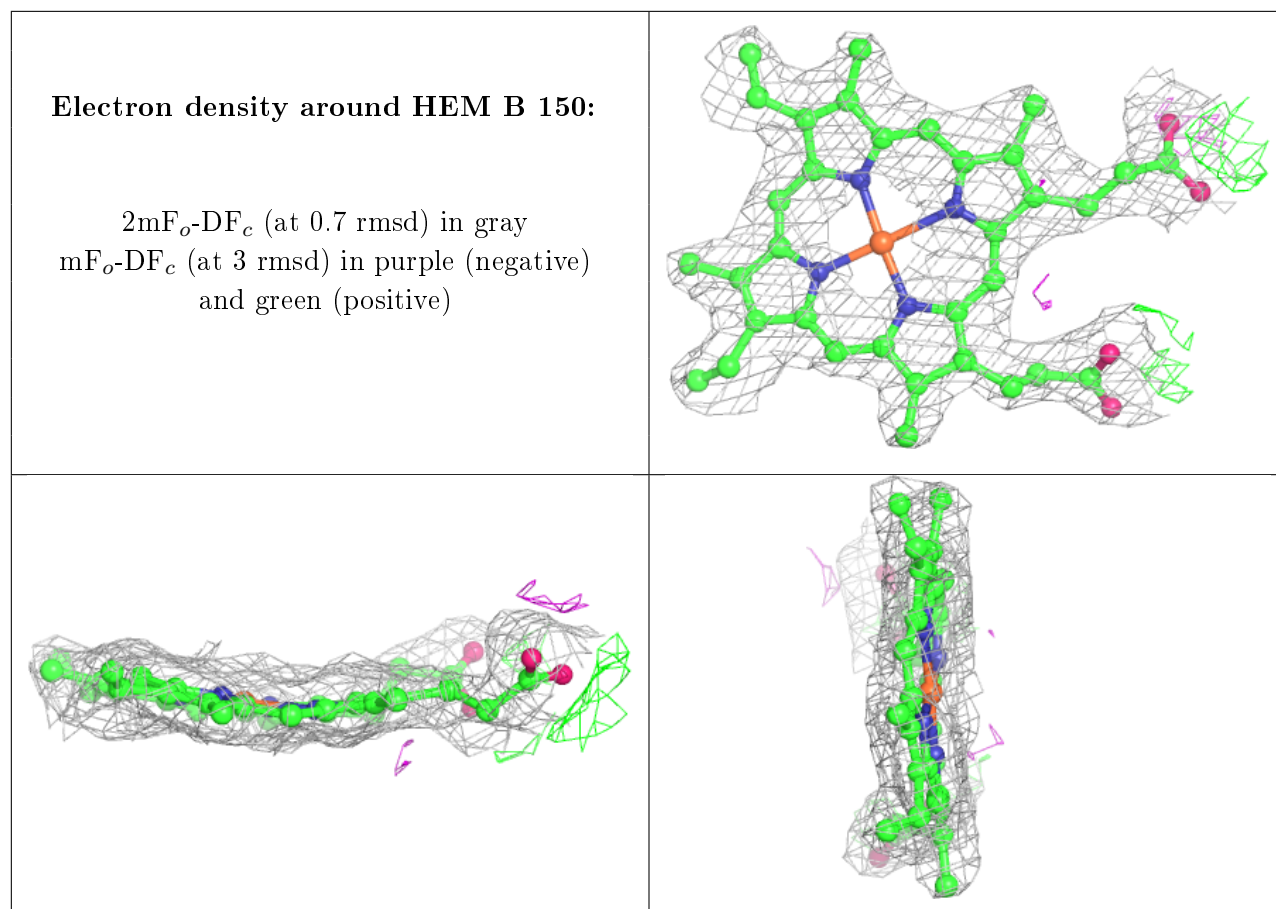 Electron density around HEM B 150:
2mFₒ-DF𝒸 (at 0.7 rmsd) in gray
mFₒ-DF𝒸 (at 3 rmsd) in purple (negative)
and green (positive)